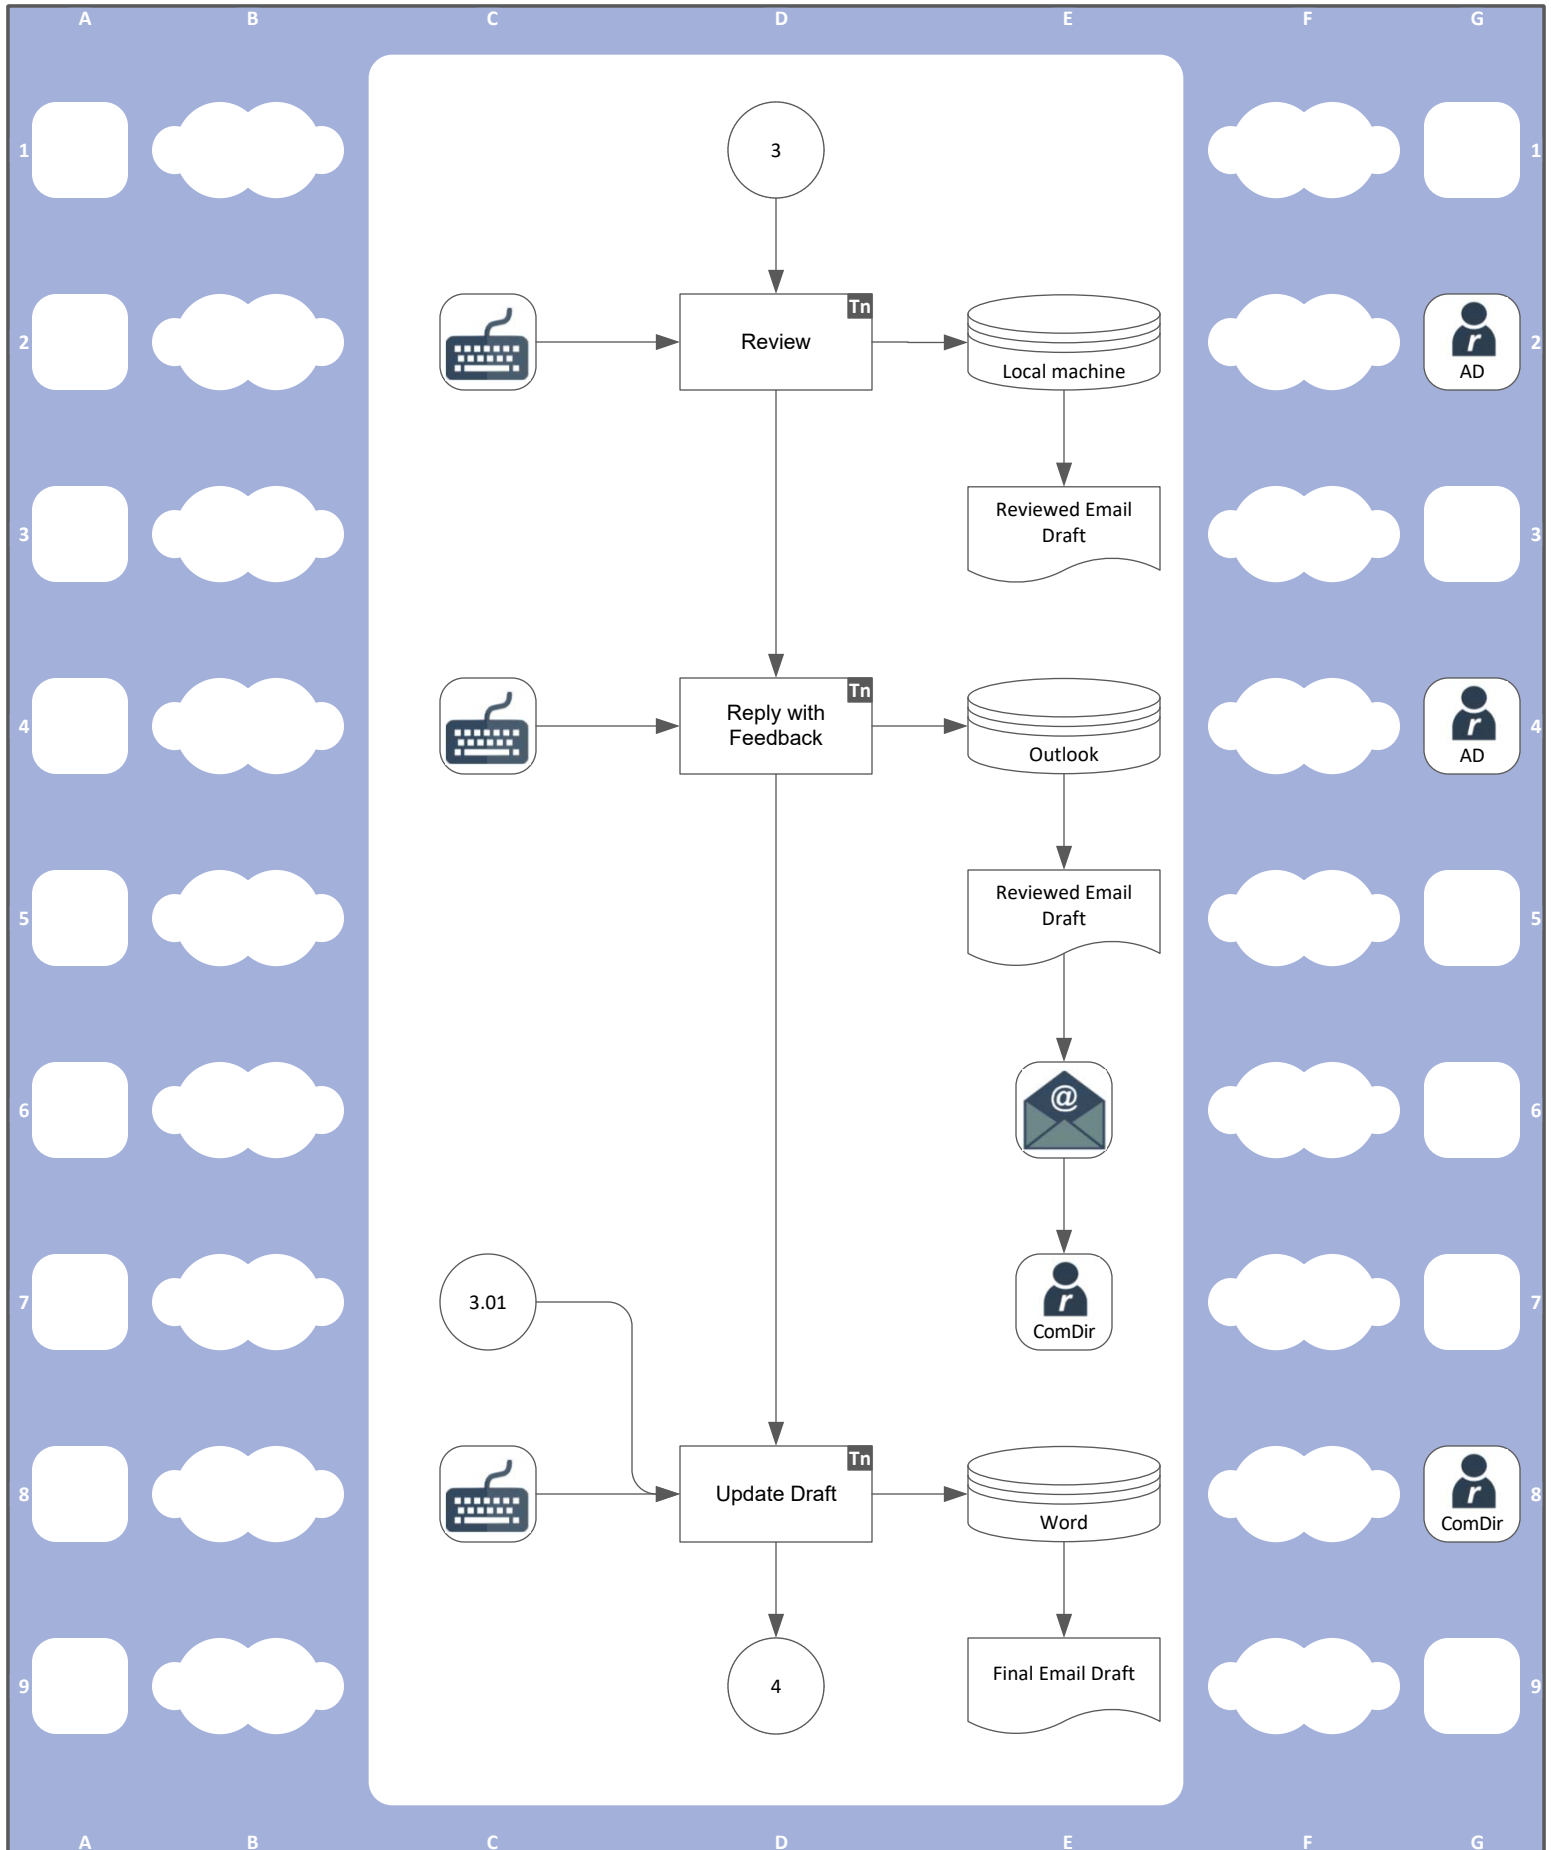 A B C D E F G
1 3 1
Tn
2 Review Local machine r AD 2
3 Reviewed Email 3
Draft
Tn
4 Reply with r 4
Feedback Outlook AD
5 Reviewed Email 5
Draft
@
6 6
7 3.01 r 7
ComDir
Tn
8 Update Draft r 8
Word ComDir
9 4 Final Email Draft 9
A B C D E F G